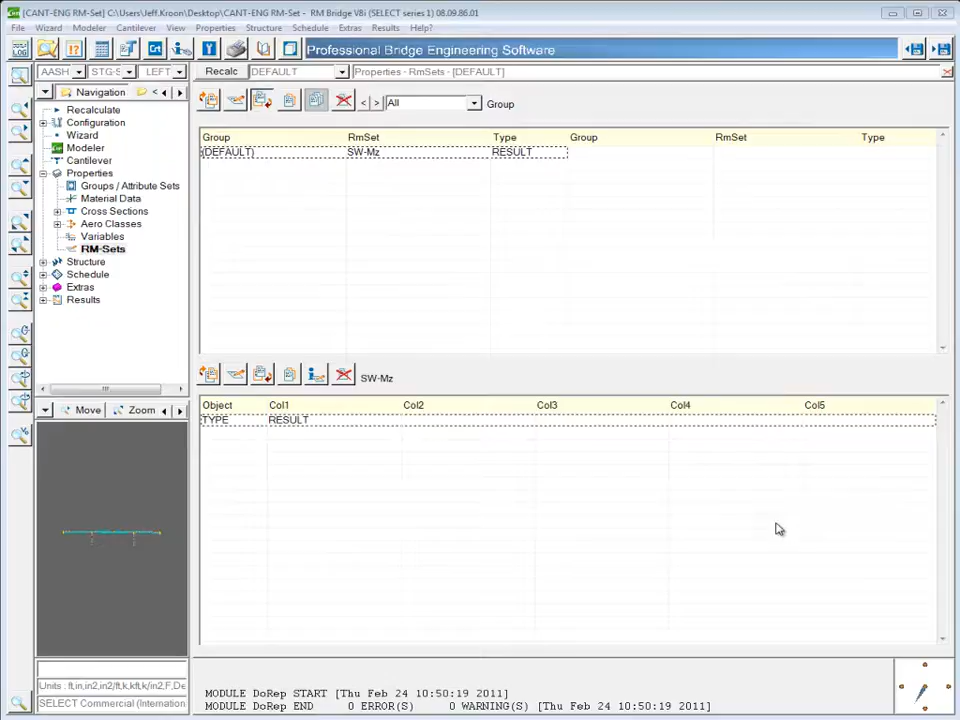 [CANT-ENG RM-Set] C:\Users\Jeff.Kroon\Desktop\CANT-ENG RM-Set - RM Bridge V8i (SELECT series 1) 08.09.86.01
File Wizard Modeler Cantilever View Properties Structure Schedule Extras Results Help?
LOG Crt Professional Bridge Engineering Software
AASH STG-S LEFT Recalc DEFAULT Properties - RmSets - [DEFAULT]
Navigation
All Group
Recalculate
Configuration
Wizard
Modeler
Cantilever
Properties
Groups / Attribute Sets
Material Data
Cross Sections
Aero Classes
Variables
RM-Sets
Structure
Schedule
Extras
Results
Group RmSet Type Group RmSet Type
(DEFAULT) SW-Mz RESULT
SW-Mz
Move Zoom
Object Col1 Col2 Col3 Col4 Col5
TYPE RESULT
Units : ft,in,in2,in2/ft,k,kft,k/in2,F,De
SELECT Commercial (Internation
MODULE DoRep START [Thu Feb 24 10:50:19 2011]
MODULE DoRep END 0 ERROR(S) 0 WARNING(S) [Thu Feb 24 10:50:19 2011]